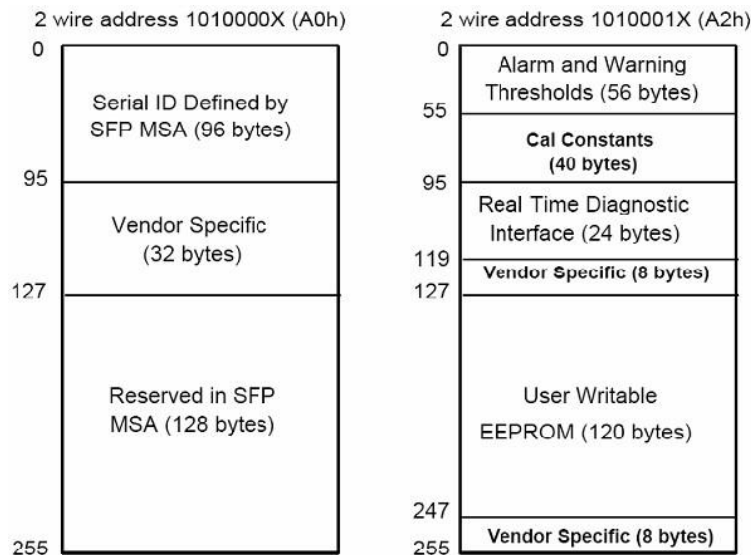 2 wire address 1010000X (A0h)
0
Serial ID Defined by
SFP MSA (96 bytes)
95
Vendor Specific
(32 bytes)
127
Reserved in SFP
MSA (128 bytes)
255
2 wire address 1010001X (A2h)
0
Alarm and Warning
Thresholds (56 bytes)
55
Cal Constants
(40 bytes)
95
Real Time Diagnostic
Interface (24 bytes)
119
Vendor Specific (8 bytes)
127
User Writable
EEPROM (120 bytes)
247
Vendor Specific (8 bytes)
255